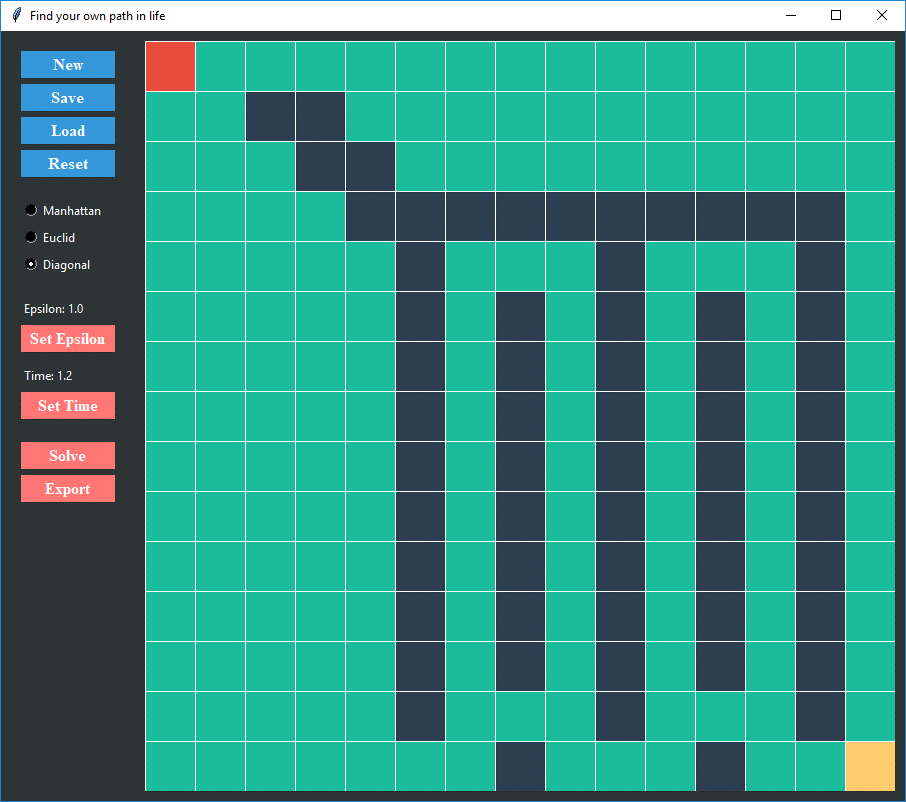 Find your own path in life
New
Save
Load
Reset
Manhattan
Euclid
Diagonal
Epsilon: 1.0
Set Epsilon
Time: 1.2
Set Time
Solve
Export